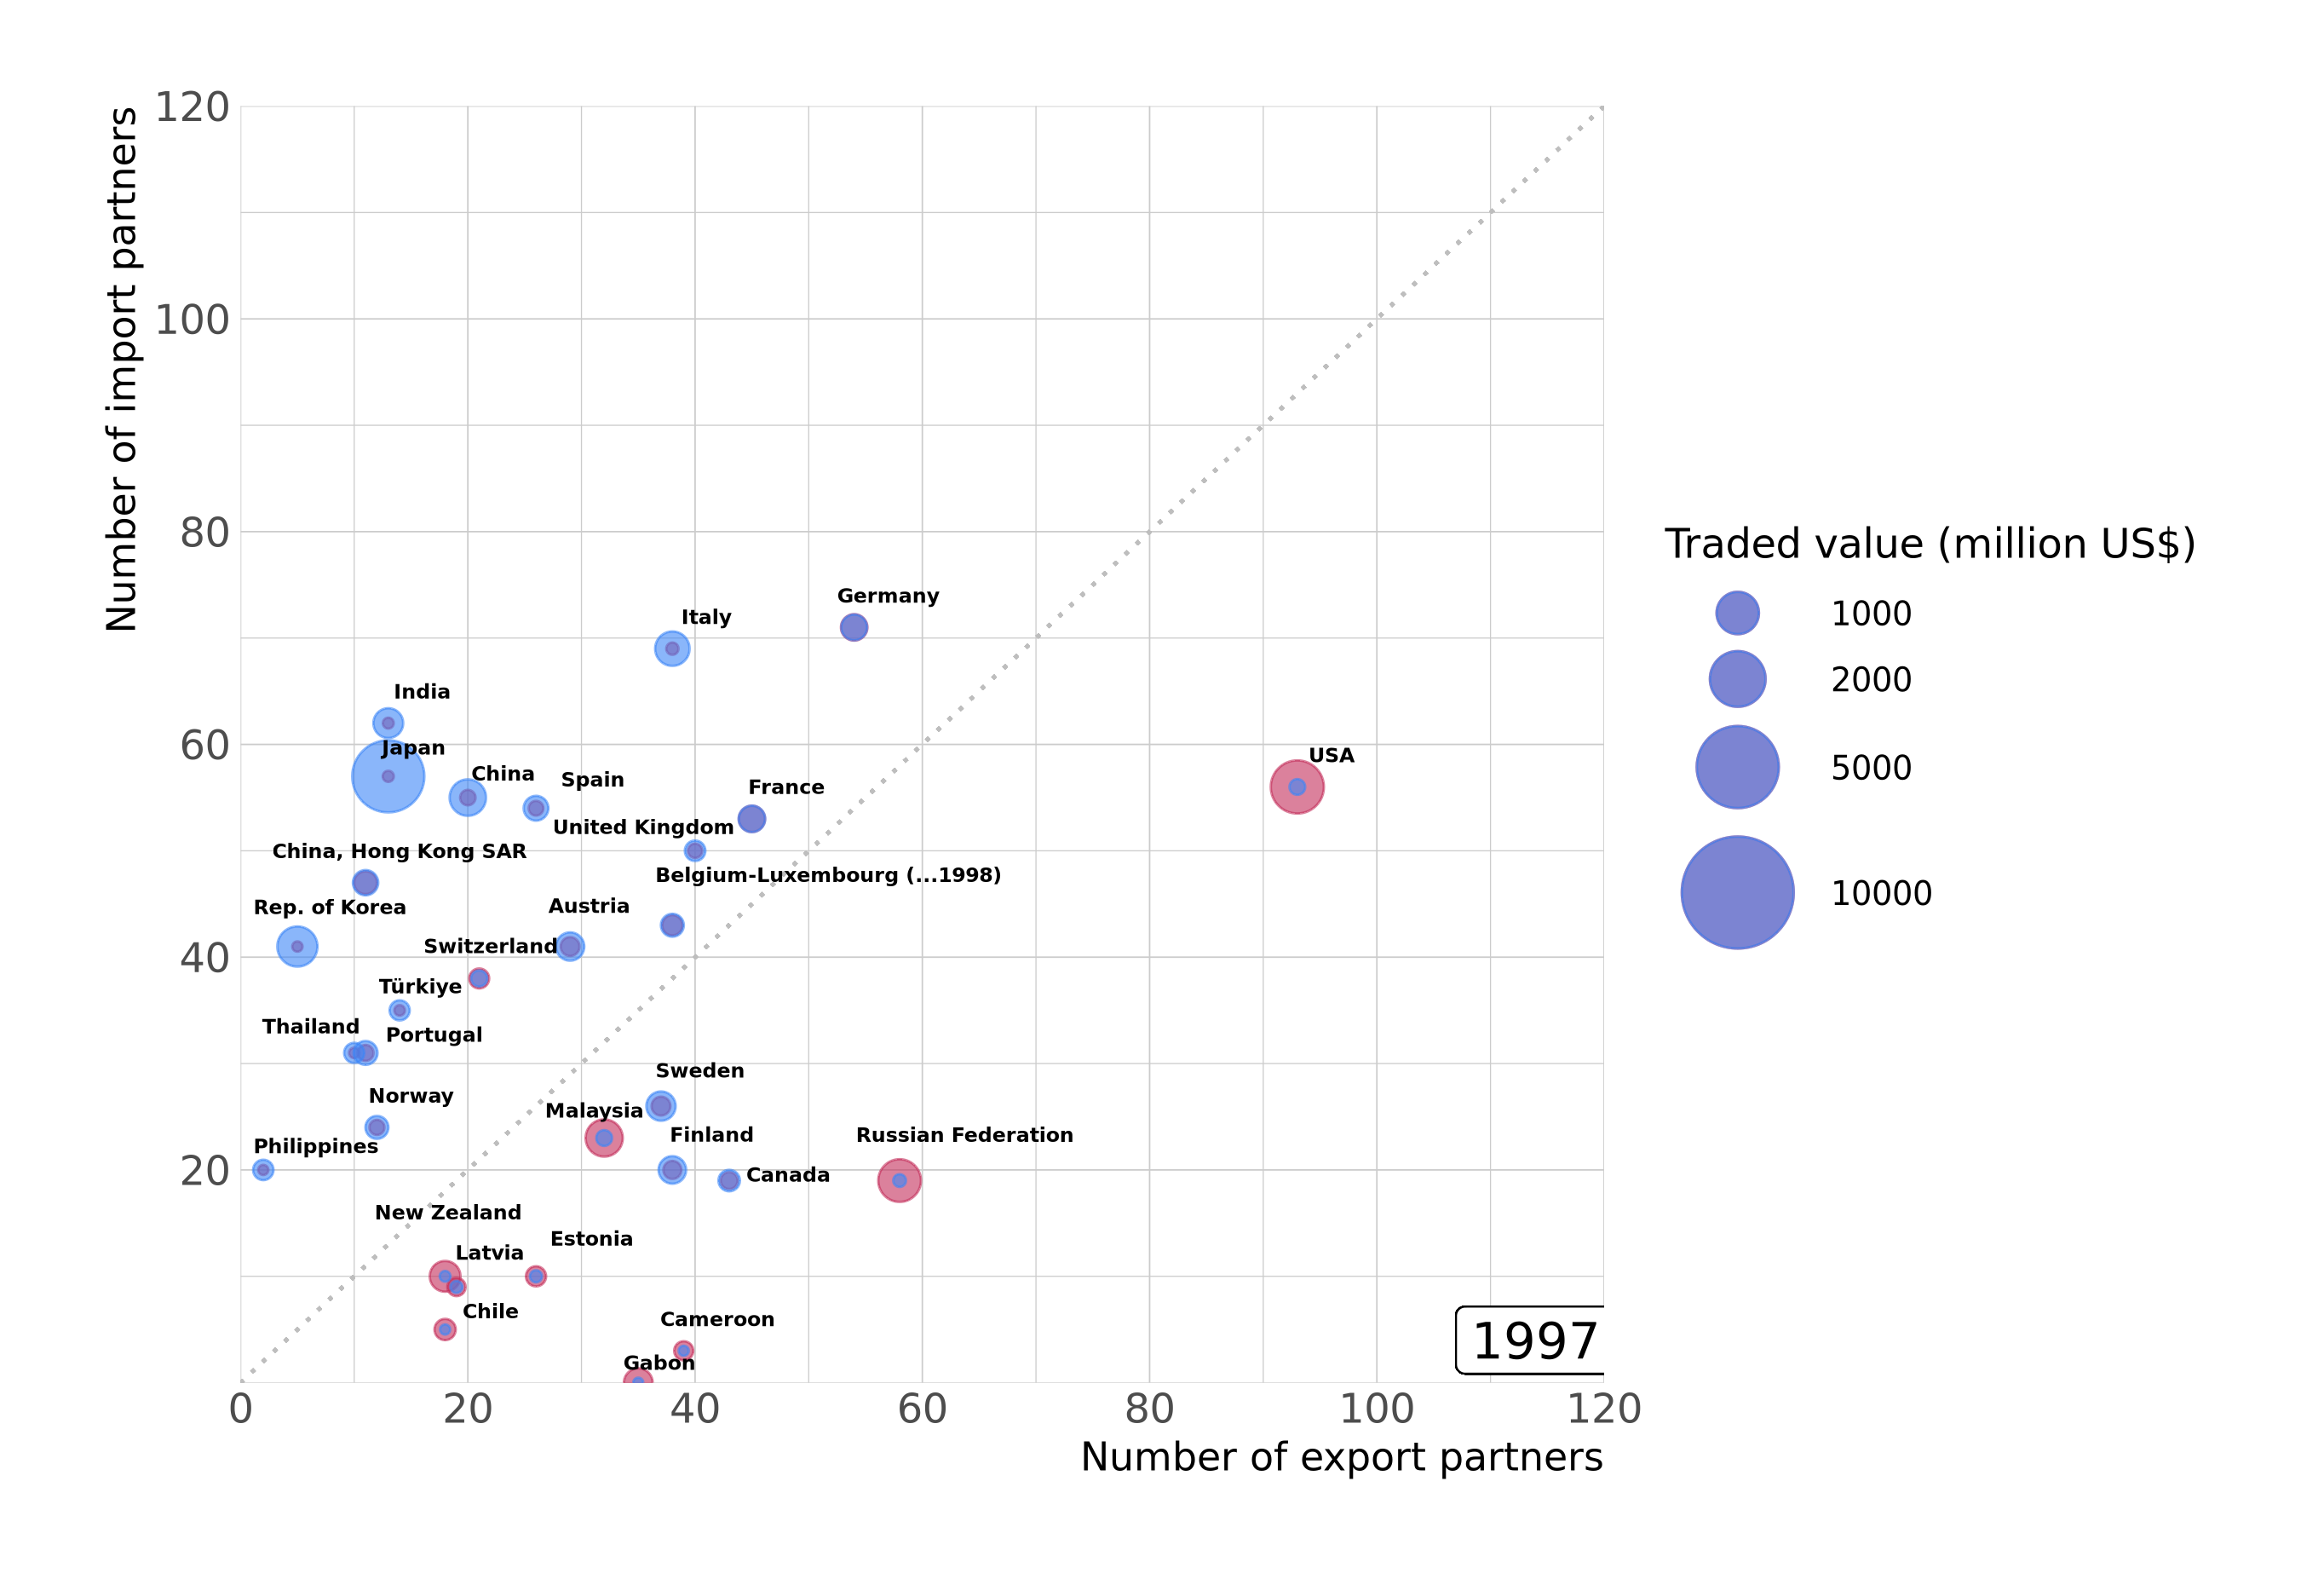 Number of import partners
120
100
80
60
40
20
0
20
40
60
80
100
120
Number of export partners
Germany
Italy
India
Japan
China
Spain
USA
France
United Kingdom
China, Hong Kong SAR
Belgium-Luxembourg (...1998)
Rep. of Korea
Austria
Switzerland
Türkiye
Thailand
Portugal
Sweden
Norway
Malaysia
Finland
Russian Federation
Philippines
Canada
New Zealand
Estonia
Latvia
Chile
Cameroon
Gabon
1997
Traded value (million US$)
1000
2000
5000
10000